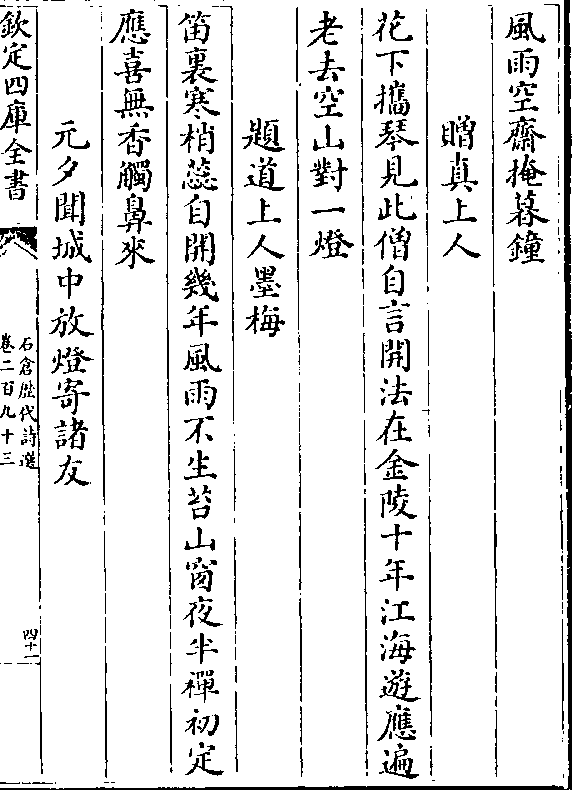 風雨空齋掩暮鐘
贈真上人
花下攜琴見此僧自言開法在金陵十年江海遊應遍
老去空山對一燈
題道上人墨梅
笛裏寒梢蕊自開幾年風雨不生苔山窗夜半禪初定
應喜無香觸鼻來
元夕聞城中放燈寄諸友
欽定四庫全書
石倉歷代詩選
卷二百九十三
四十一